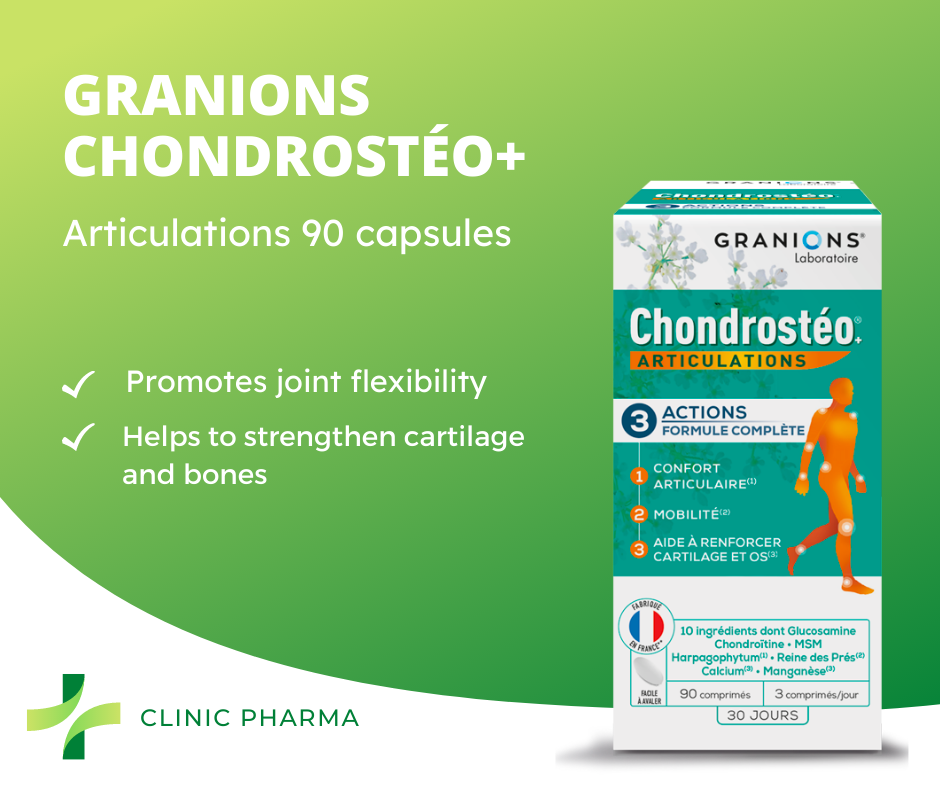 GRANIONS
CHONDROSTÉO+
Articulations 90 capsules
Promotes joint flexibility
Helps to strengthen cartilage
and bones
CLINIC PHARMA
Chondrostéo
3 ACTIONS
GRANIONS®
Laboratoire
Chondrostéo®+
ARTICULATIONS
3 ACTIONS
FORMULE COMPLÈTE
1 CONFORT
ARTICULAIRE(1)
2 MOBILITÉ(2)
3 AIDE À RENFORCER
CARTILAGE ET OS(3)
FABRIQUÉ
EN FRANCE**
10 ingrédients dont Glucosamine
Chondroïtine • MSM
Harpagophytum(1) • Reine des Prés(2)
Calcium(3) • Manganèse(3)
FACILE
À AVALER
90 comprimés
3 comprimés/jour
30 JOURS